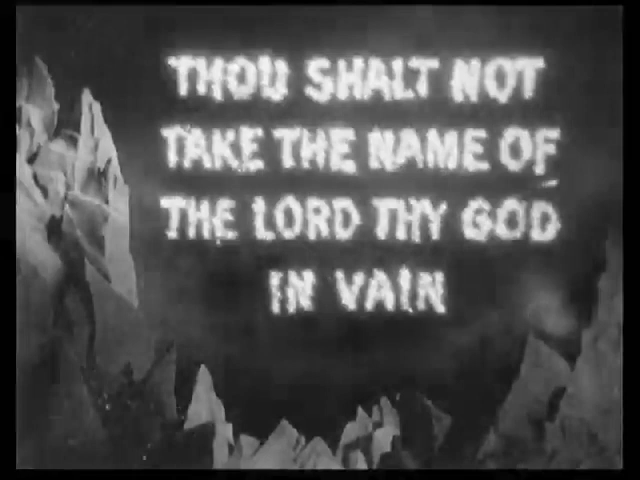 THOU SHALT NOT
TAKE THE NAME OF
THE LORD THY GOD
IN VAIN